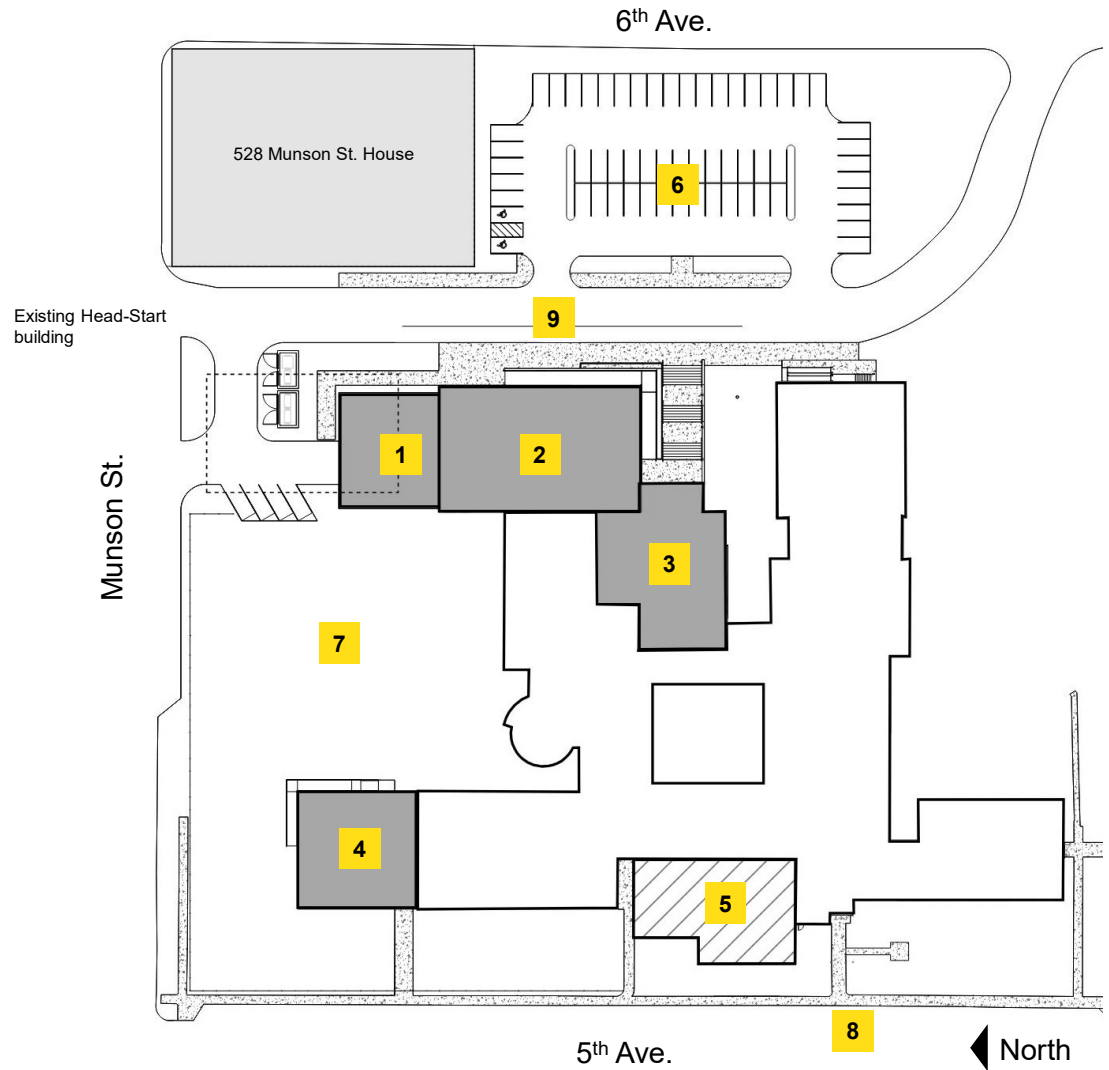 6th Ave.
528 Munson St. House
6
Existing Head-Start
building
9
1
2
Munson St.
3
7
4
5
8
5th Ave.
North